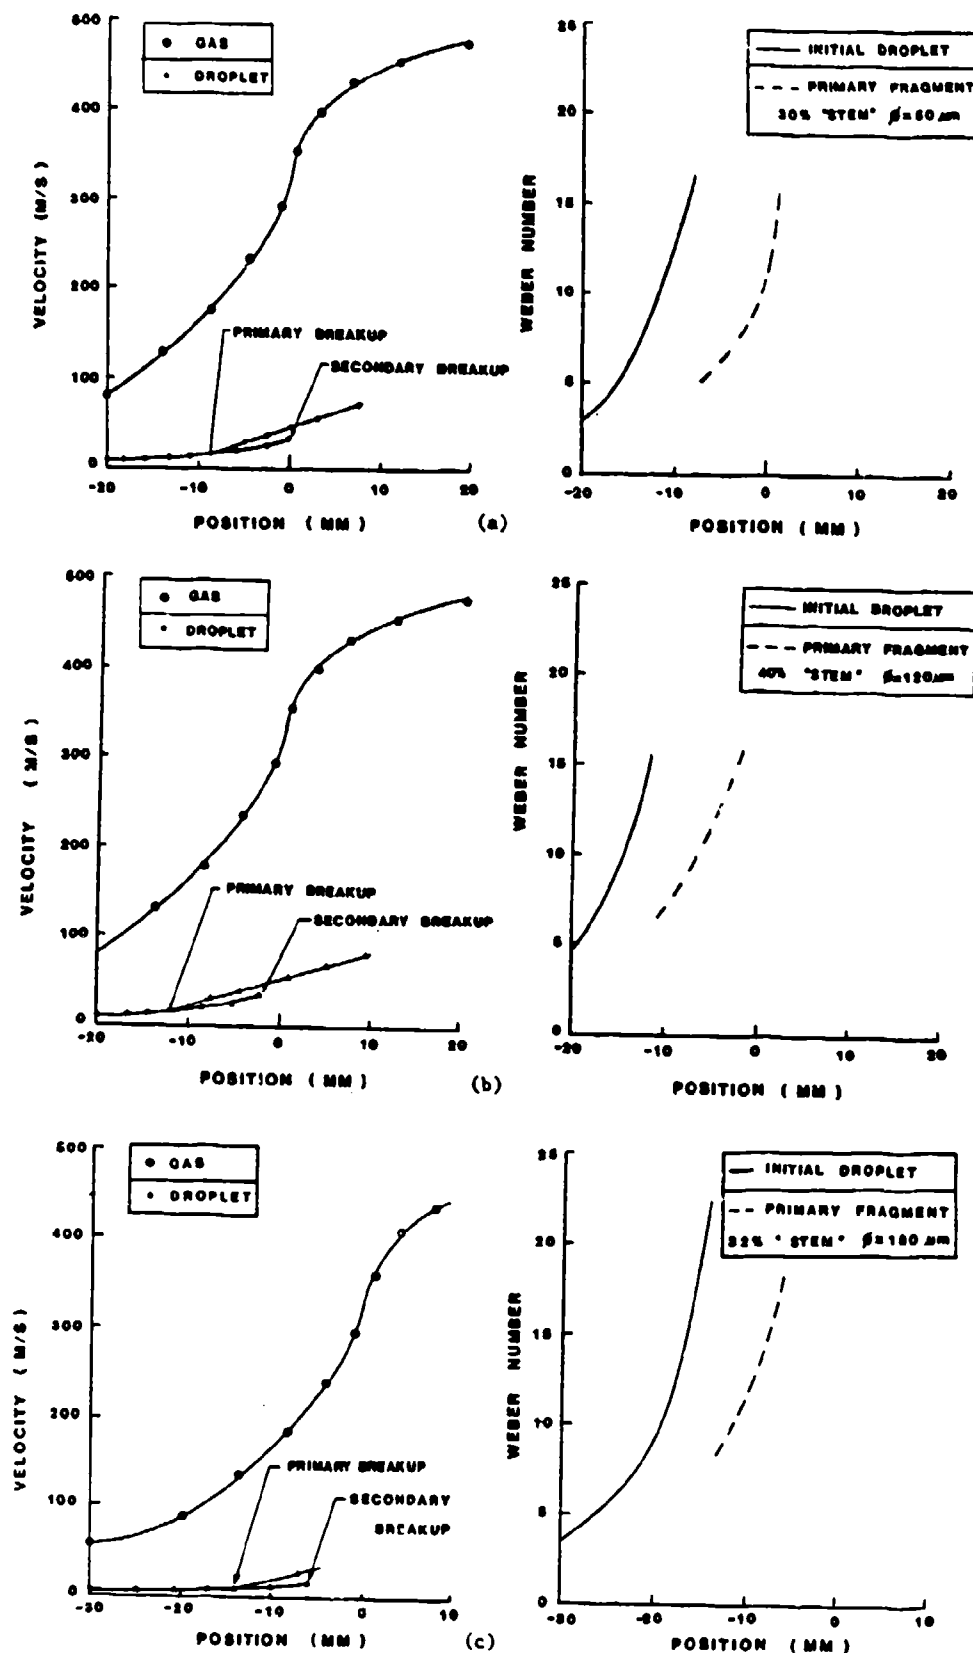 500
400
300
200
100
0
VELOCITY (M/S)
GAS
DROPLET
PRIMARY BREAKUP
SECONDARY BREAKUP
-20 -10 0 10 20
POSITION (MM)
(a)
25
20
15
10
5
0
WEBER NUMBER
INITIAL DROPLET
PRIMARY FRAGMENT
30% "STEM"
-20 -10 0 10 20
POSITION (MM)
500
400
300
200
100
0
VELOCITY (M/S)
GAS
DROPLET
PRIMARY BREAKUP
SECONDARY BREAKUP
-20 -10 0 10 20
POSITION (MM)
(b)
25
20
15
10
5
0
WEBER NUMBER
INITIAL DROPLET
PRIMARY FRAGMENT
40% "STEM" Ø=120μm
-20 -10 0 10 20
POSITION (MM)
500
400
300
200
100
0
VELOCITY (M/S)
GAS
DROPLET
PRIMARY BREAKUP
SECONDARY
BREAKUP
-30 -20 -10 0 10
POSITION (MM)
(c)
25
20
15
10
5
0
WEBER NUMBER
INITIAL DROPLET
PRIMARY FRAGMENT
32% "STEM"
-30 -20 -10 0 10
POSITION (MM)